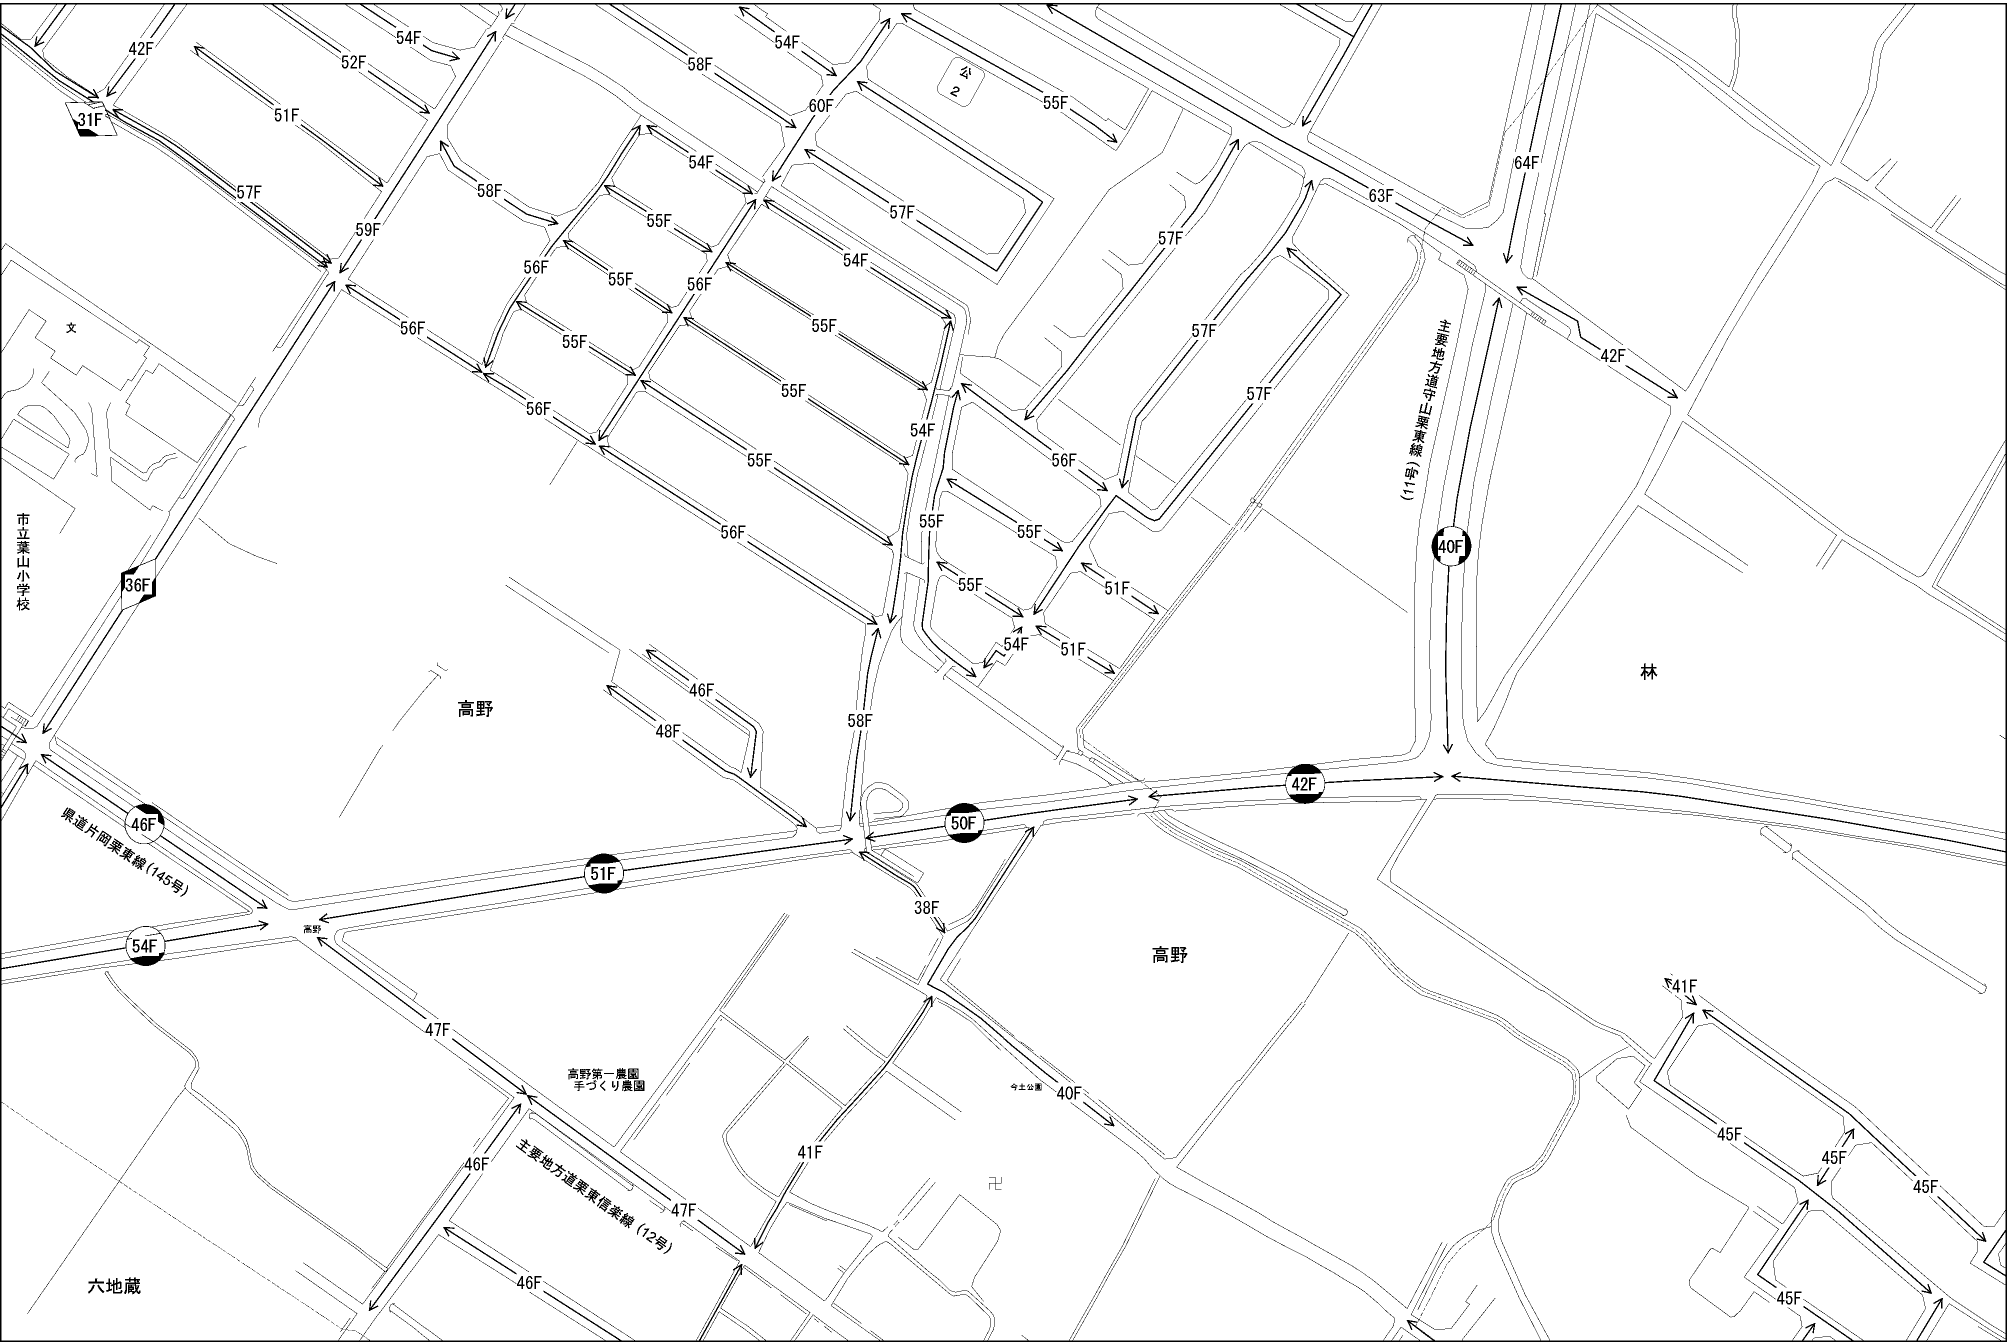 42F
54F
52F
51F
31F
57F
59F
58F
54F
58F
60F
公
2
55F
54F
57F
55F
55F
55F
56F
56F
54F
57F
57F
57F
63F
64F
42F
56F
56F
55F
55F
55F
56F
54F
55F
56F
55F
55F
51F
51F
54F
58F
文
市立葉山小学校
36F
主要地方道守山栗東線(11号)
40F
高野
46F
48F
林
46F
県道片岡栗東線(145号)
54F
高野
51F
50F
42F
38F
高野
47F
高野第一農園
手づくり農園
今土公園
40F
41F
46F
主要地方道栗東信楽線(12号)
47F
46F
六地蔵
卍
41F
45F
45F
45F
45F